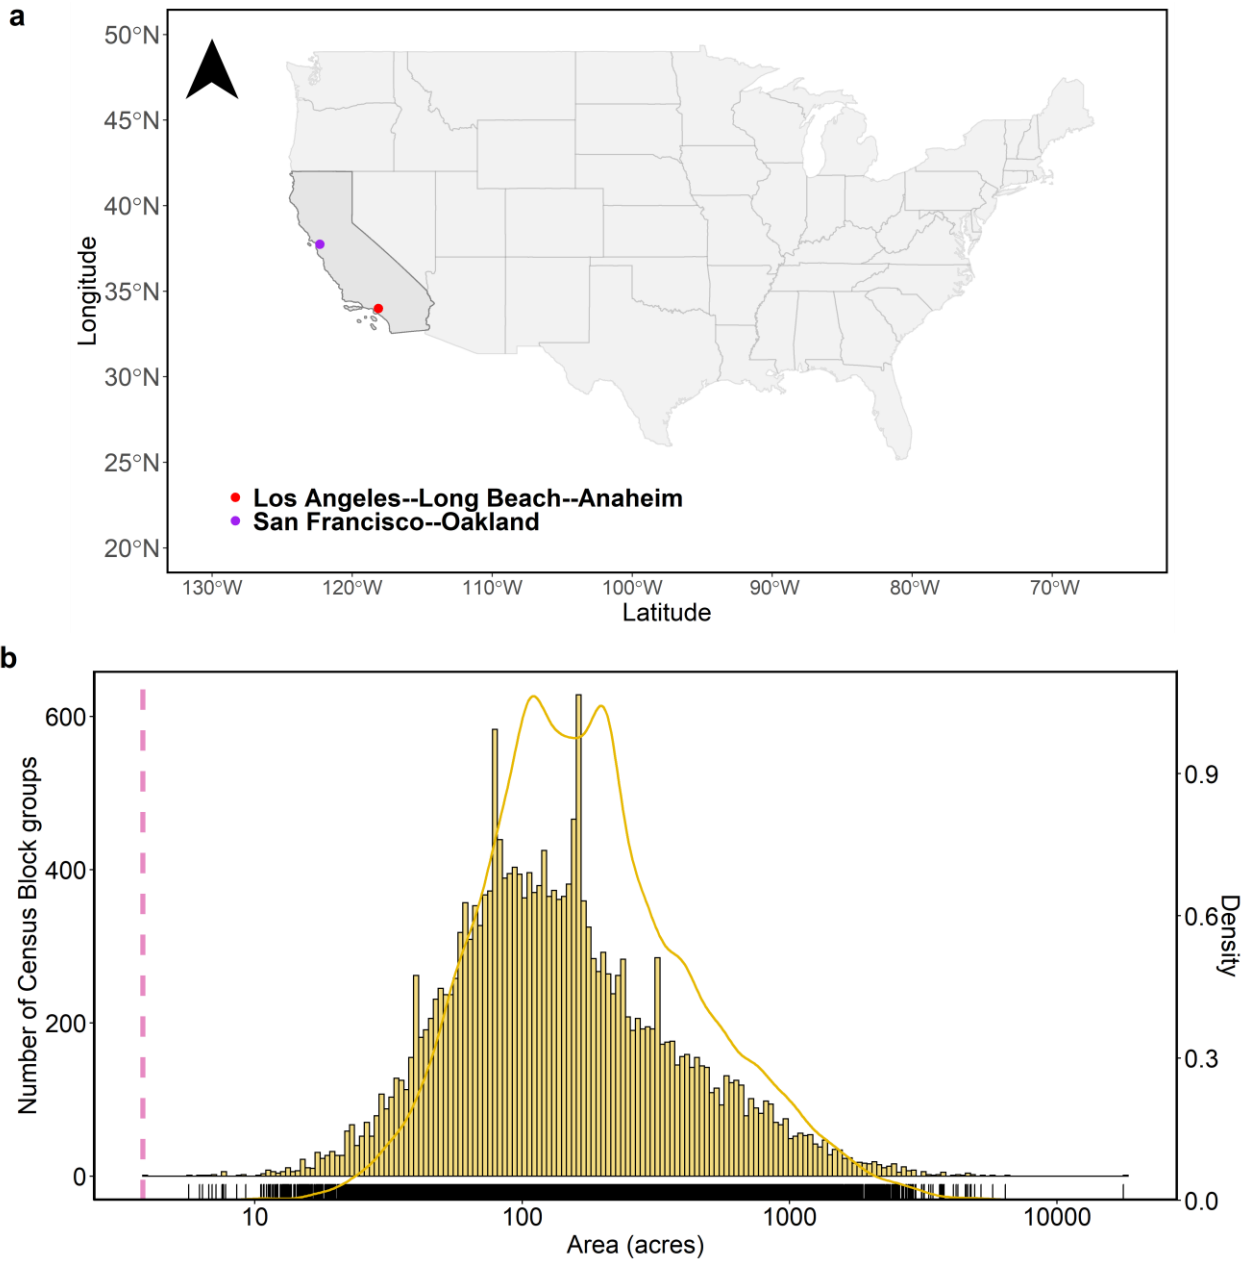 a
50°N
45°N
40°N
35°N
30°N
25°N
20°N
Longitude
Los Angeles--Long Beach--Anaheim
San Francisco--Oakland
130°W 120°W 110°W 100°W 90°W 80°W 70°W
Latitude
b
600
400
200
0
Number of Census Block groups
0.9
0.6
0.3
0.0
Density
10 100 1000 10000
Area (acres)